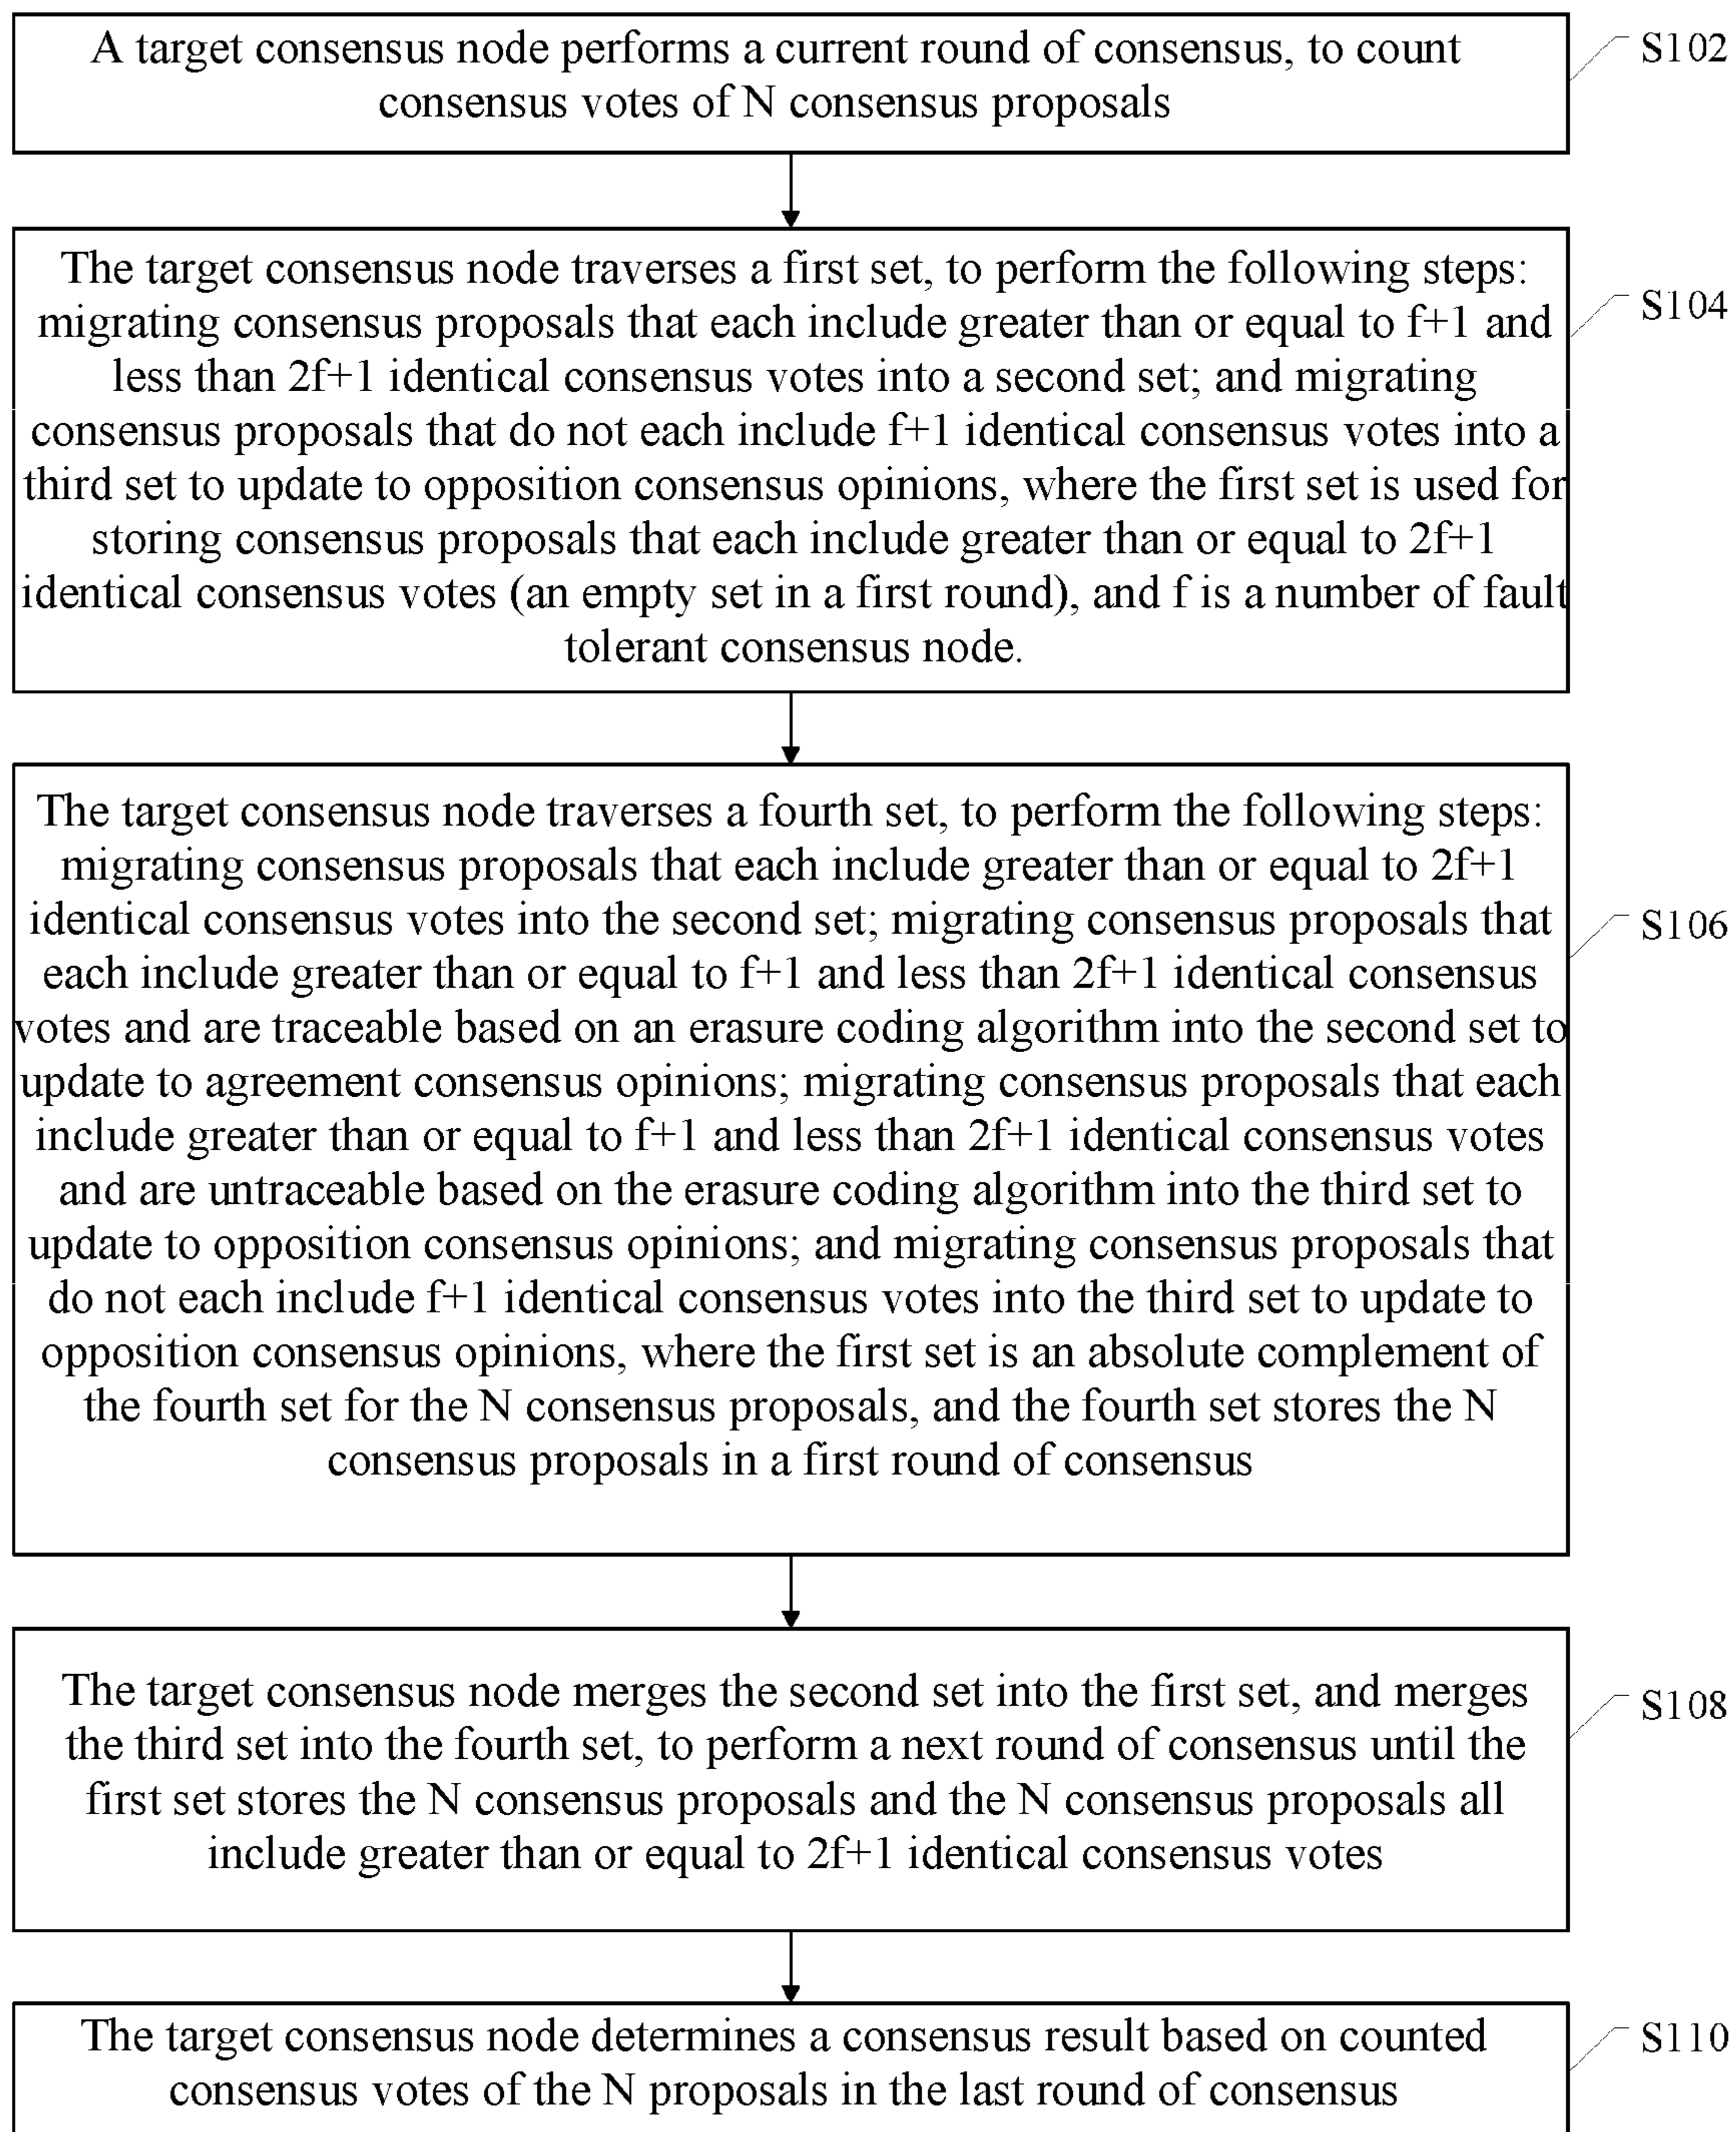 A target consensus node performs a current round of consensus, to count
consensus votes of N consensus proposals
S102
The target consensus node traverses a first set, to perform the following steps:
migrating consensus proposals that each include greater than or equal to f+1 and
less than 2f+1 identical consensus votes into a second set; and migrating
consensus proposals that do not each include f+1 identical consensus votes into a
third set to update to opposition consensus opinions, where the first set is used for
storing consensus proposals that each include greater than or equal to 2f+1
identical consensus votes (an empty set in a first round), and f is a number of fault
tolerant consensus node.
S104
The target consensus node traverses a fourth set, to perform the following steps:
migrating consensus proposals that each include greater than or equal to 2f+1
identical consensus votes into the second set; migrating consensus proposals that
each include greater than or equal to f+1 and less than 2f+1 identical consensus
votes and are traceable based on an erasure coding algorithm into the second set to
update to agreement consensus opinions; migrating consensus proposals that each
include greater than or equal to f+1 and less than 2f+1 identical consensus votes
and are untraceable based on the erasure coding algorithm into the third set to
update to opposition consensus opinions; and migrating consensus proposals that
do not each include f+1 identical consensus votes into the third set to update to
opposition consensus opinions, where the first set is an absolute complement of
the fourth set for the N consensus proposals, and the fourth set stores the N
consensus proposals in a first round of consensus
S106
The target consensus node merges the second set into the first set, and merges
the third set into the fourth set, to perform a next round of consensus until the
first set stores the N consensus proposals and the N consensus proposals all
include greater than or equal to 2f+1 identical consensus votes
S108
The target consensus node determines a consensus result based on counted
consensus votes of the N proposals in the last round of consensus
S110